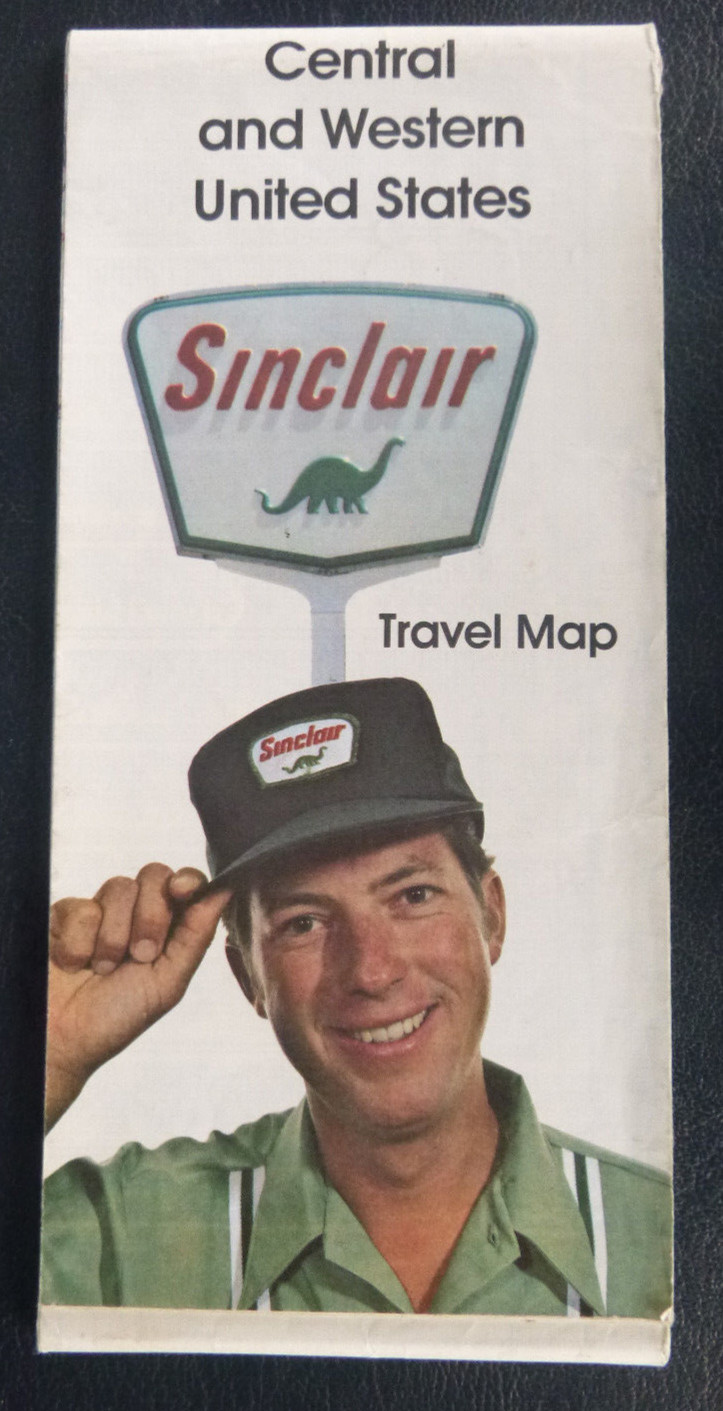 Central
and Western
United States
Sinclair
Travel Map
Sinclair